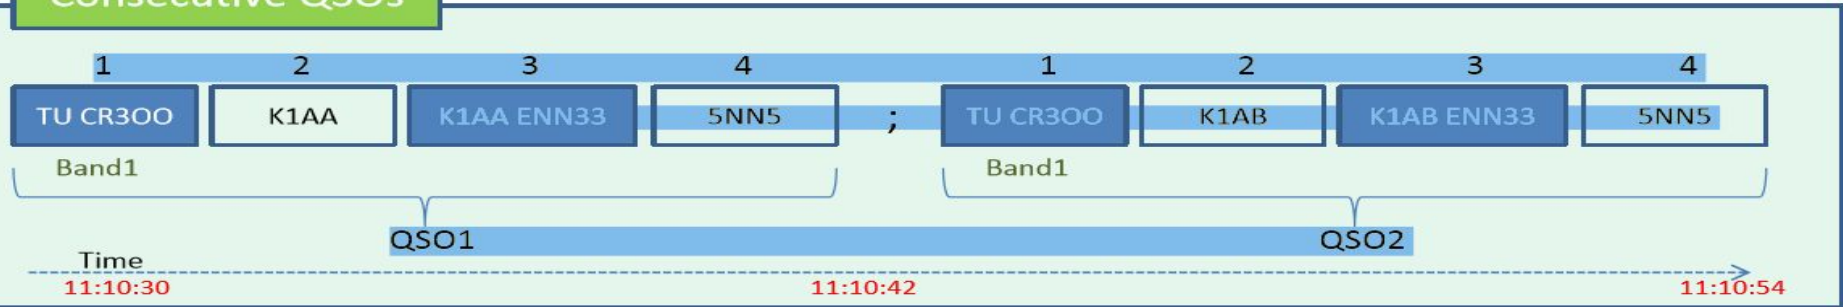 Consecutive QSOs
1 2 3 4 1 2 3 4
TU CR3OO K1AA K1AA ENN33 5NN5 ; TU CR3OO K1AB K1AB ENN33 5NN5
Band1 Band1
QSO1 QSO2
Time
11:10:30 11:10:42 11:10:54